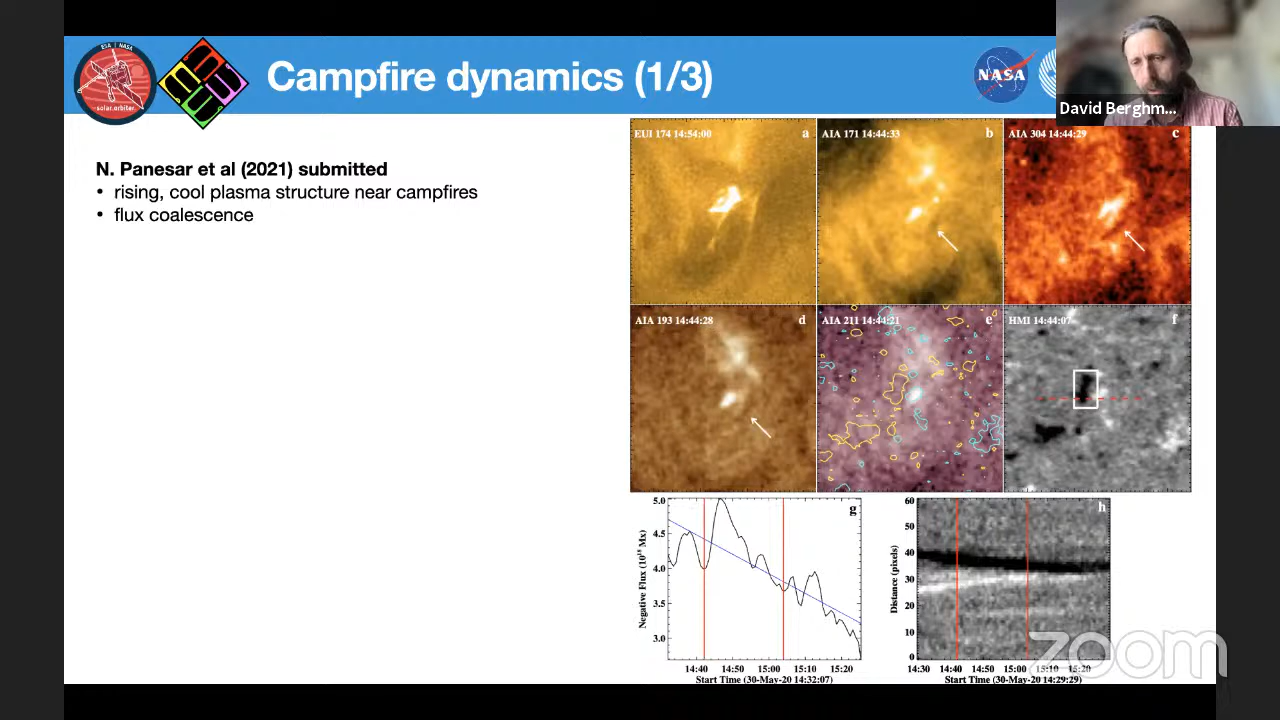 Campfire dynamics (1/3)
ESA | NASA
solar orbiter
NASA
David Berghm...
N. Panesar et al (2021) submitted
• rising, cool plasma structure near campfires
• flux coalescence
EUI 174 14:54:00 a
AIA 171 14:44:33 b
AIA 304 14:44:29 c
AIA 193 14:44:28 d
AIA 211 14:44:21 e
HMI 14:44:07 f
g
5.0
4.5
4.0
3.5
3.0
Negative Flux (10¹⁸ Mx)
14:40 14:50 15:00 15:10 15:20
Start Time (30-May-20 14:32:07)
h
60
50
40
30
20
10
0
Distance (pixels)
14:30 14:40 14:50 15:00 15:10 15:20
Start Time (30-May-20 14:29:29)
zoom